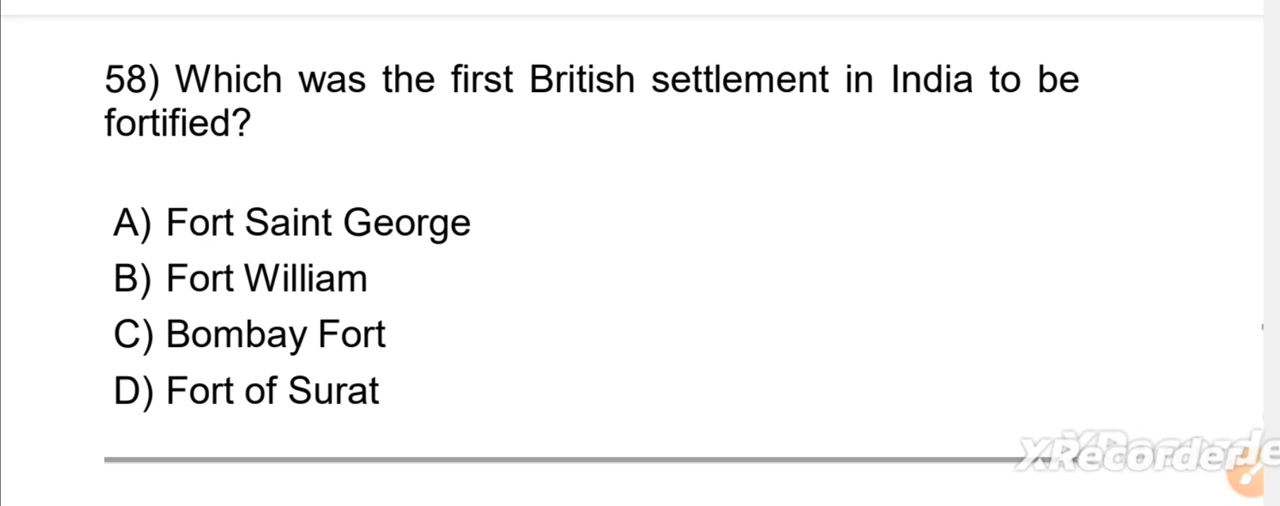 58) Which was the first British settlement in India to be
fortified?
A) Fort Saint George
B) Fort William
C) Bombay Fort
D) Fort of Surat
XRecorder